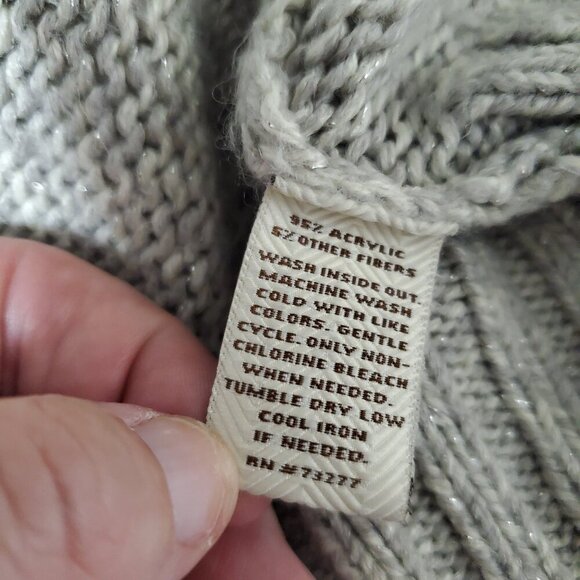 95% ACRYLIC
5% OTHER FIBERS
WASH INSIDE OUT.
MACHINE WASH
COLD WITH LIKE
COLORS. GENTLE
CYCLE. ONLY NON-
CHLORINE BLEACH
WHEN NEEDED.
TUMBLE DRY LOW
COOL IRON
IF NEEDED.
RN #73277